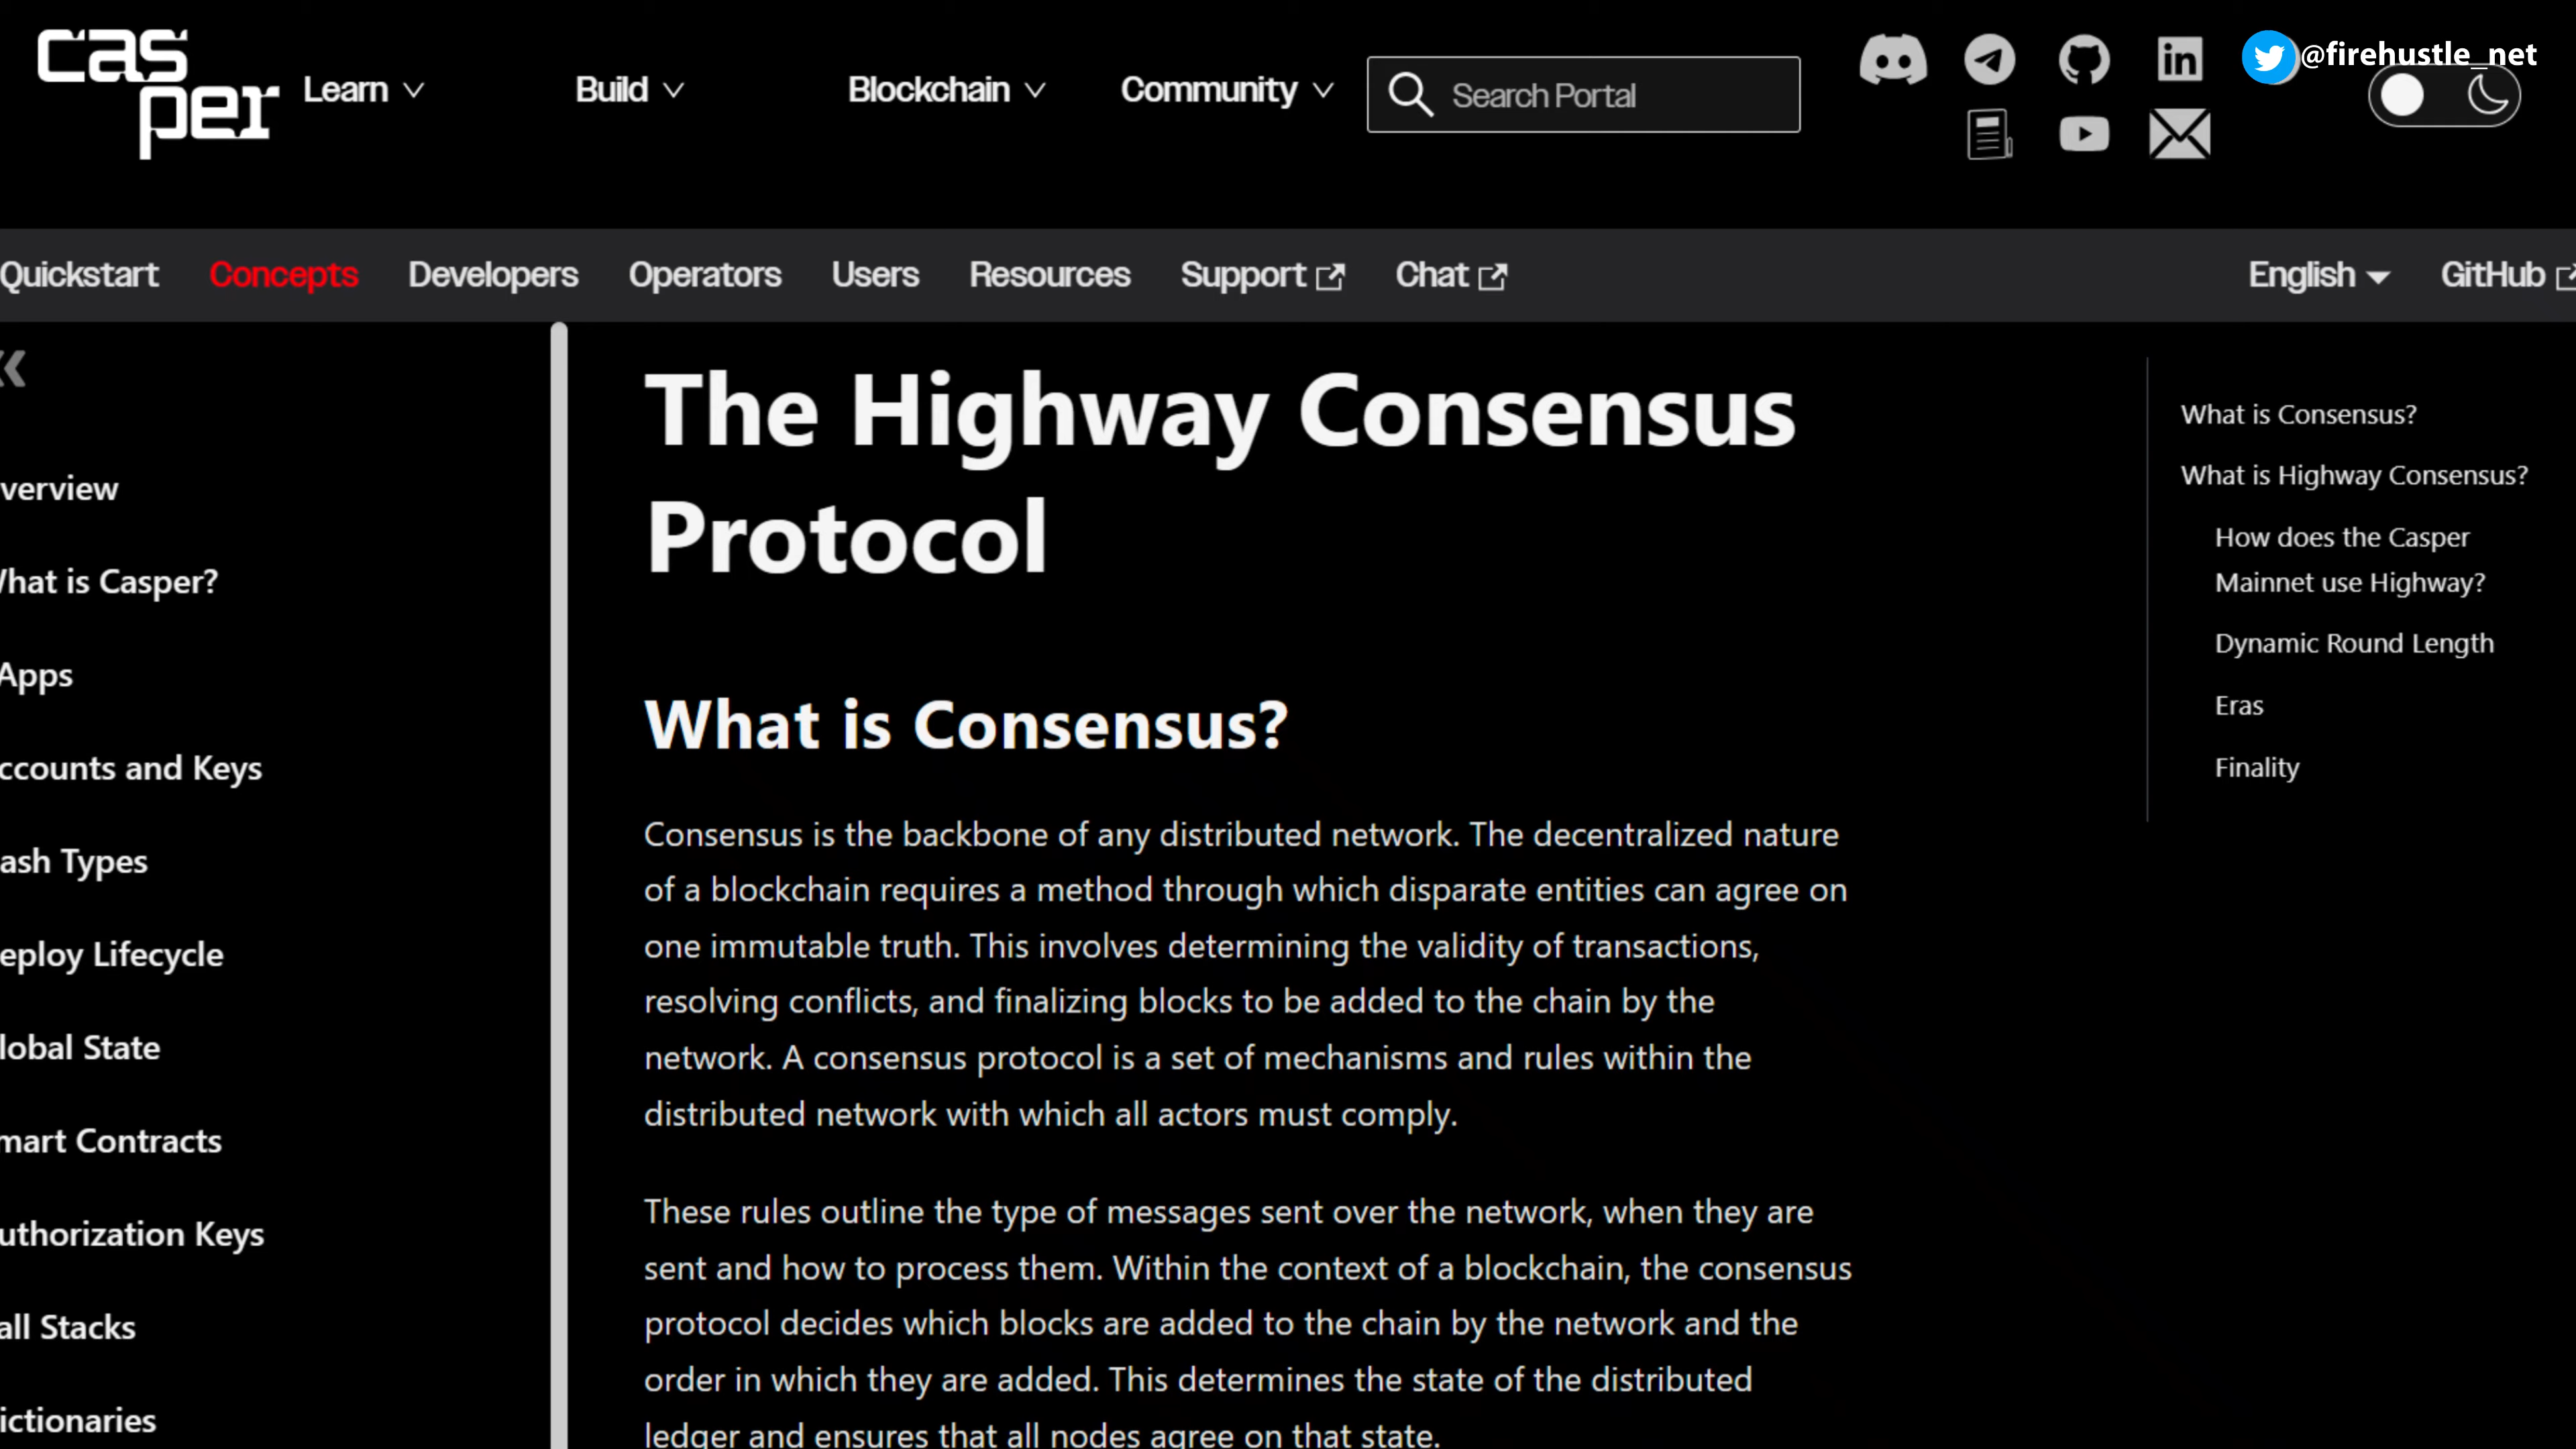 casper
Learn
Build
Blockchain
Community
Search Portal
@firehustle_net
Quickstart
Concepts
Developers
Operators
Users
Resources
Support
Chat
English
GitHub
verview
hat is Casper?
Apps
ccounts and Keys
ash Types
eploy Lifecycle
lobal State
mart Contracts
uthorization Keys
all Stacks
ictionaries
The Highway Consensus
Protocol
What is Consensus?
Consensus is the backbone of any distributed network. The decentralized nature
of a blockchain requires a method through which disparate entities can agree on
one immutable truth. This involves determining the validity of transactions,
resolving conflicts, and finalizing blocks to be added to the chain by the
network. A consensus protocol is a set of mechanisms and rules within the
distributed network with which all actors must comply.
These rules outline the type of messages sent over the network, when they are
sent and how to process them. Within the context of a blockchain, the consensus
protocol decides which blocks are added to the chain by the network and the
order in which they are added. This determines the state of the distributed
ledger and ensures that all nodes agree on that state.
What is Consensus?
What is Highway Consensus?
How does the Casper
Mainnet use Highway?
Dynamic Round Length
Eras
Finality